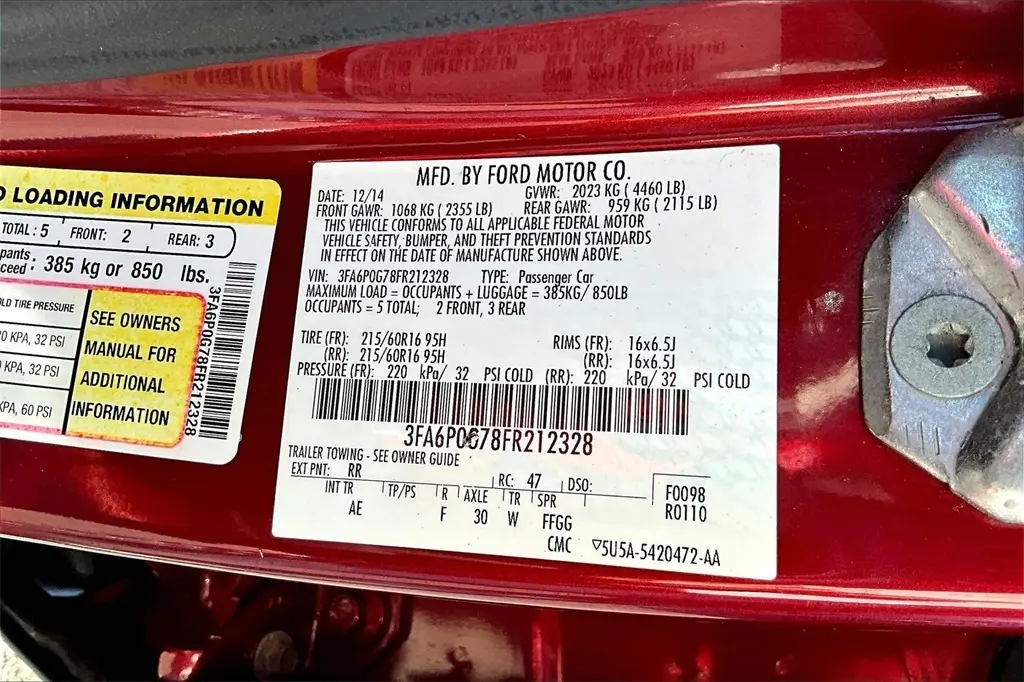 O LOADING INFORMATION
TOTAL : 5 FRONT: 2 REAR: 3
pants
ceed : 385 kg or 850 lbs.
LD TIRE PRESSURE
0 KPA, 32 PSI
KPA, 32 PSI
KPA, 60 PSI
SEE OWNERS
MANUAL FOR
ADDITIONAL
INFORMATION
3FA6P0G78FR212328
MFD. BY FORD MOTOR CO.
DATE: 12/14 GVWR: 2023 KG ( 4460 LB)
FRONT GAWR: 1068 KG ( 2355 LB) REAR GAWR: 959 KG ( 2115 LB)
THIS VEHICLE CONFORMS TO ALL APPLICABLE FEDERAL MOTOR
VEHICLE SAFETY, BUMPER, AND THEFT PREVENTION STANDARDS
IN EFFECT ON THE DATE OF MANUFACTURE SHOWN ABOVE.
VIN: 3FA6P0G78FR212328 TYPE: Passenger Car
MAXIMUM LOAD = OCCUPANTS + LUGGAGE = 385KG/ 850LB
OCCUPANTS = 5 TOTAL; 2 FRONT, 3 REAR
TIRE (FR): 215/60R16 95H RIMS (FR): 16x6.5J
(RR): 215/60R16 95H (RR): 16x6.5J
PRESSURE (FR): 220 kPa/ 32 PSI COLD (RR): 220 kPa/ 32 PSI COLD
3FA6P0G78FR212328
TRAILER TOWING - SEE OWNER GUIDE
EXT PNT: RR RC: 47 DSO:
INT TR TP/PS R AXLE TR SPR
AE F 30 W FFGG
F0098
R0110
CMC ▽5U5A-5420472-AA